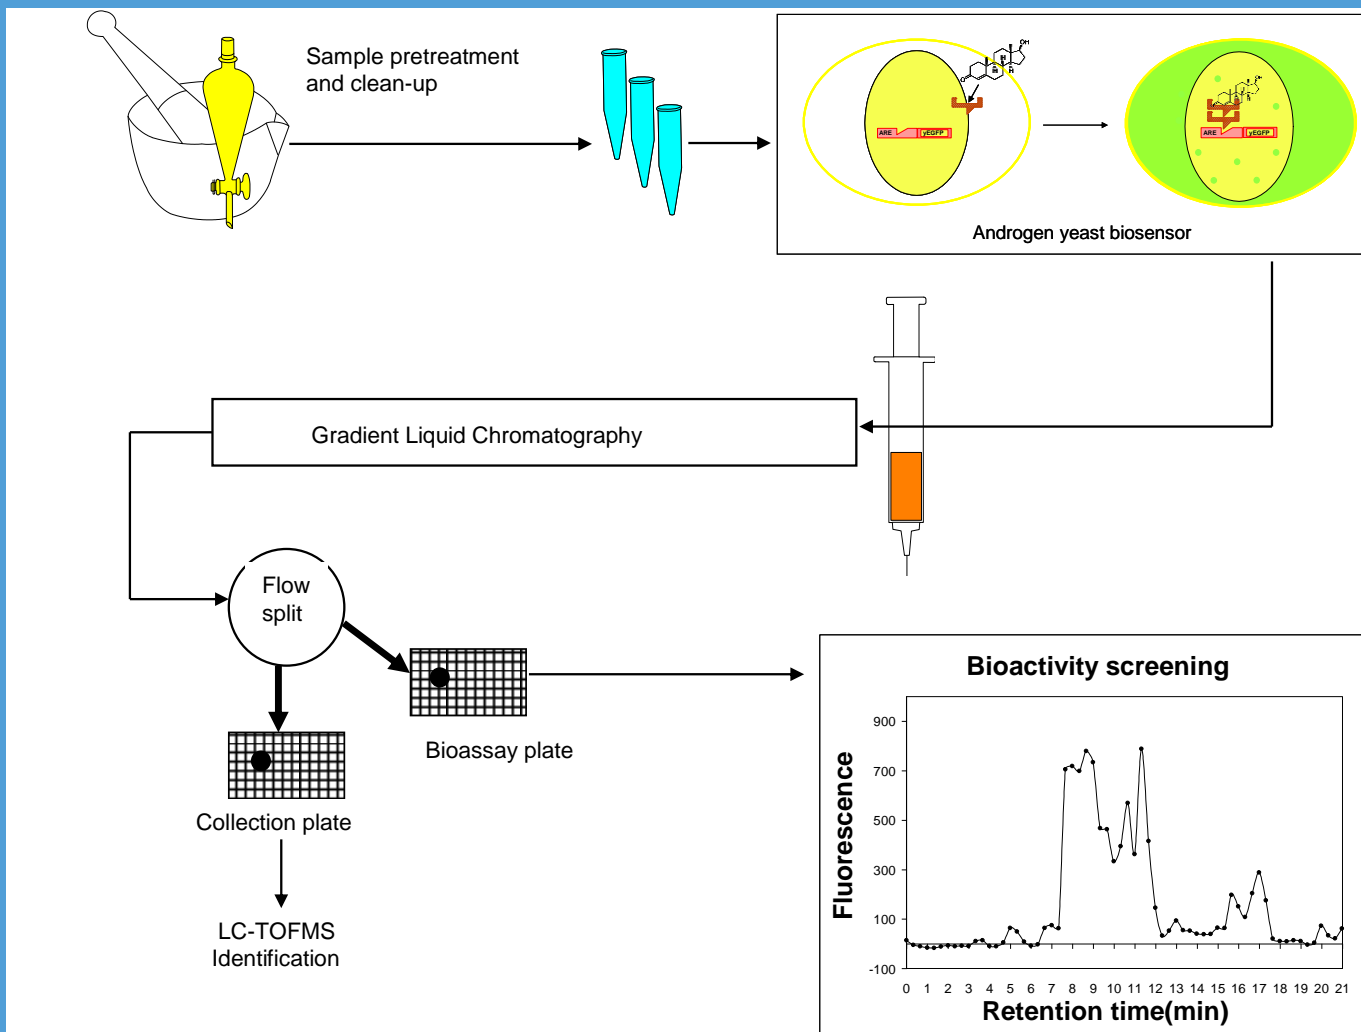 Sample pretreatment
and clean-up
OH
H
H
H
O
ARE
yEGFP
OH
ARE
yEGFP
Androgen yeast biosensor
Gradient Liquid Chromatography
Flow
split
Bioassay plate
Collection plate
LC-TOFMS
Identification
Bioactivity screening
Fluorescence
900
700
500
300
100
-100
0 1 2 3 4 5 6 7 8 9 10 11 12 13 14 15 16 17 18 19 20 21
Retention time(min)